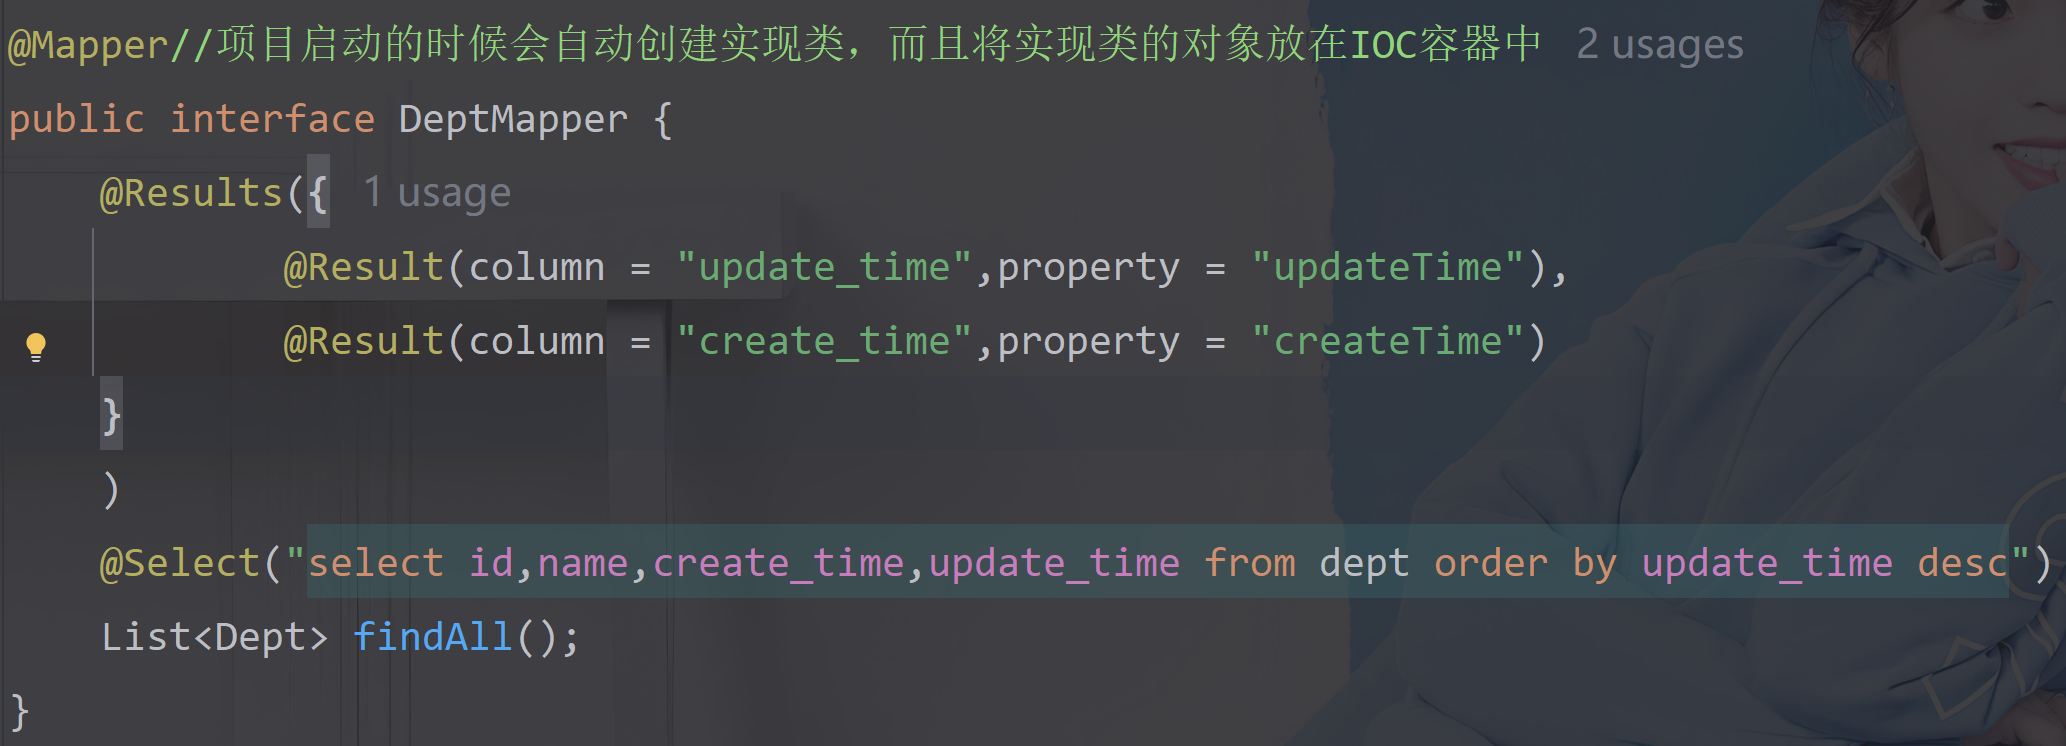 @Mapper//项目启动的时候会自动创建实现类，而且将实现类的对象放在IOC容器中 2 usages
public interface DeptMapper {
@Results({ 1 usage
@Result(column = "update_time",property = "updateTime"),
@Result(column = "create_time",property = "createTime")
}
)
@Select("select id,name,create_time,update_time from dept order by update_time desc")
List<Dept> findAll();
}